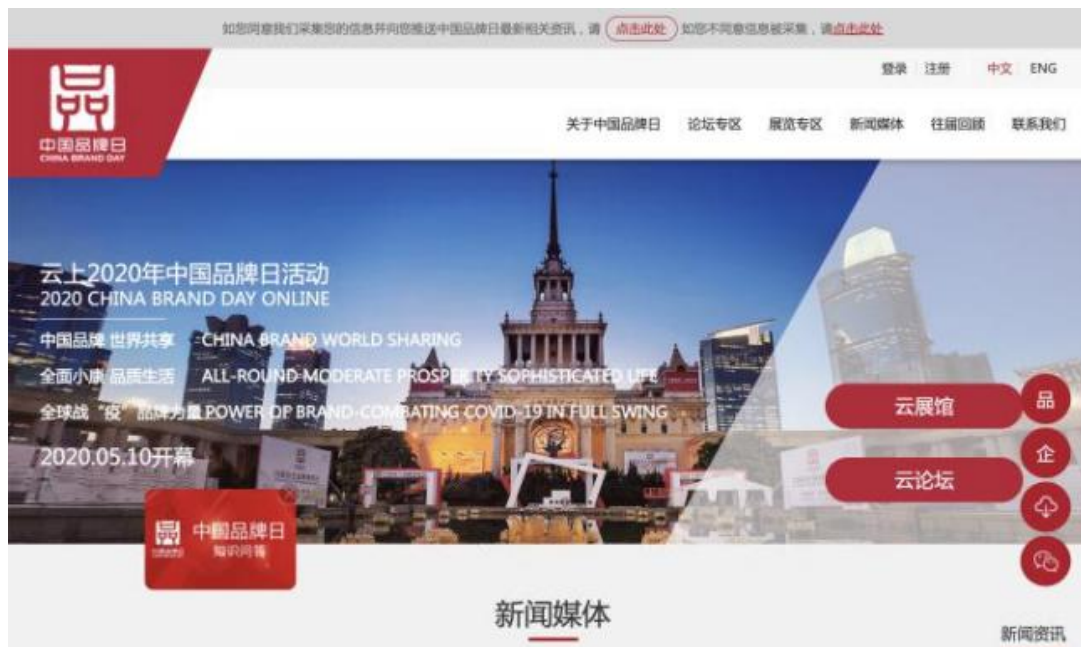 如您同意我们采集您的信息并向您推送中国品牌日最新相关资讯，请 点击此处 如您不同意信息被采集，请点击此处
登录 注册 中文 ENG
品
中国品牌日
CHINA BRAND DAY
关于中国品牌日 论坛专区 展览专区 新闻媒体 往届回顾 联系我们
云上2020年中国品牌日活动
2020 CHINA BRAND DAY ONLINE
中国品牌 世界共享 CHINA BRAND WORLD SHARING
全面小康 品质生活 ALL-ROUND MODERATE PROSPERITY SOPHISTICATED LIFE
全球战“疫”品牌力量 POWER OF BRAND-COMBATING COVID-19 IN FULL SWING
2020.05.10开幕
云展馆
品
企
云论坛
中国品牌日
知识问答
新闻媒体
新闻资讯